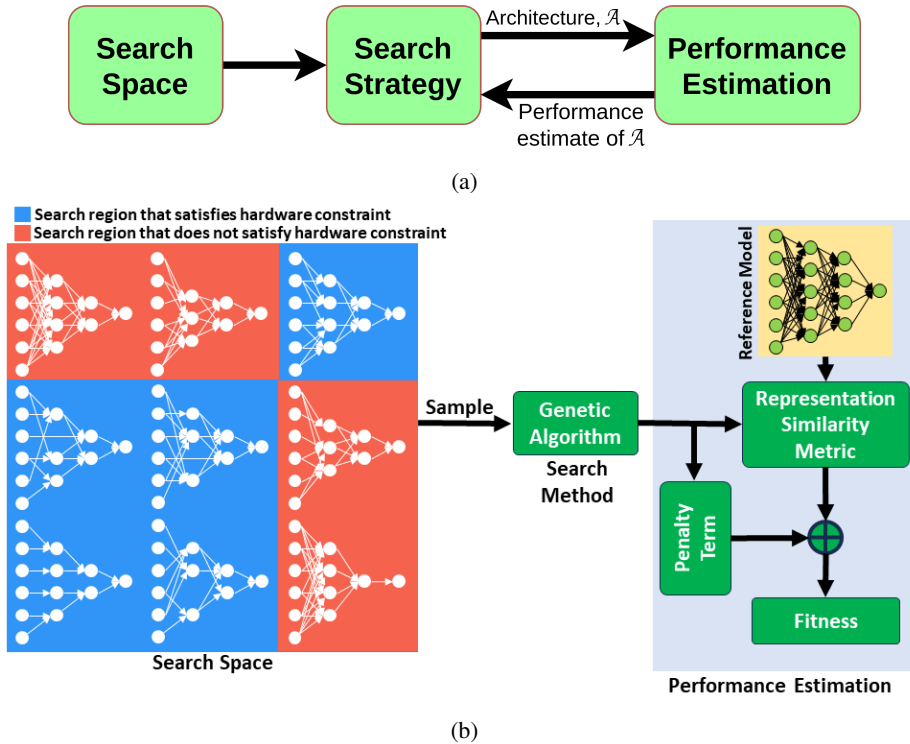 Search
Space
Search
Strategy
Architecture, 𝒜
Performance
Estimation
Performance
estimate of 𝒜
(a)
Search region that satisfies hardware constraint
Search region that does not satisfy hardware constraint
Reference Model
Sample
Genetic
Algorithm
Search
Method
Representation
Similarity
Metric
Penalty
Term
Fitness
Search Space
Performance Estimation
(b)